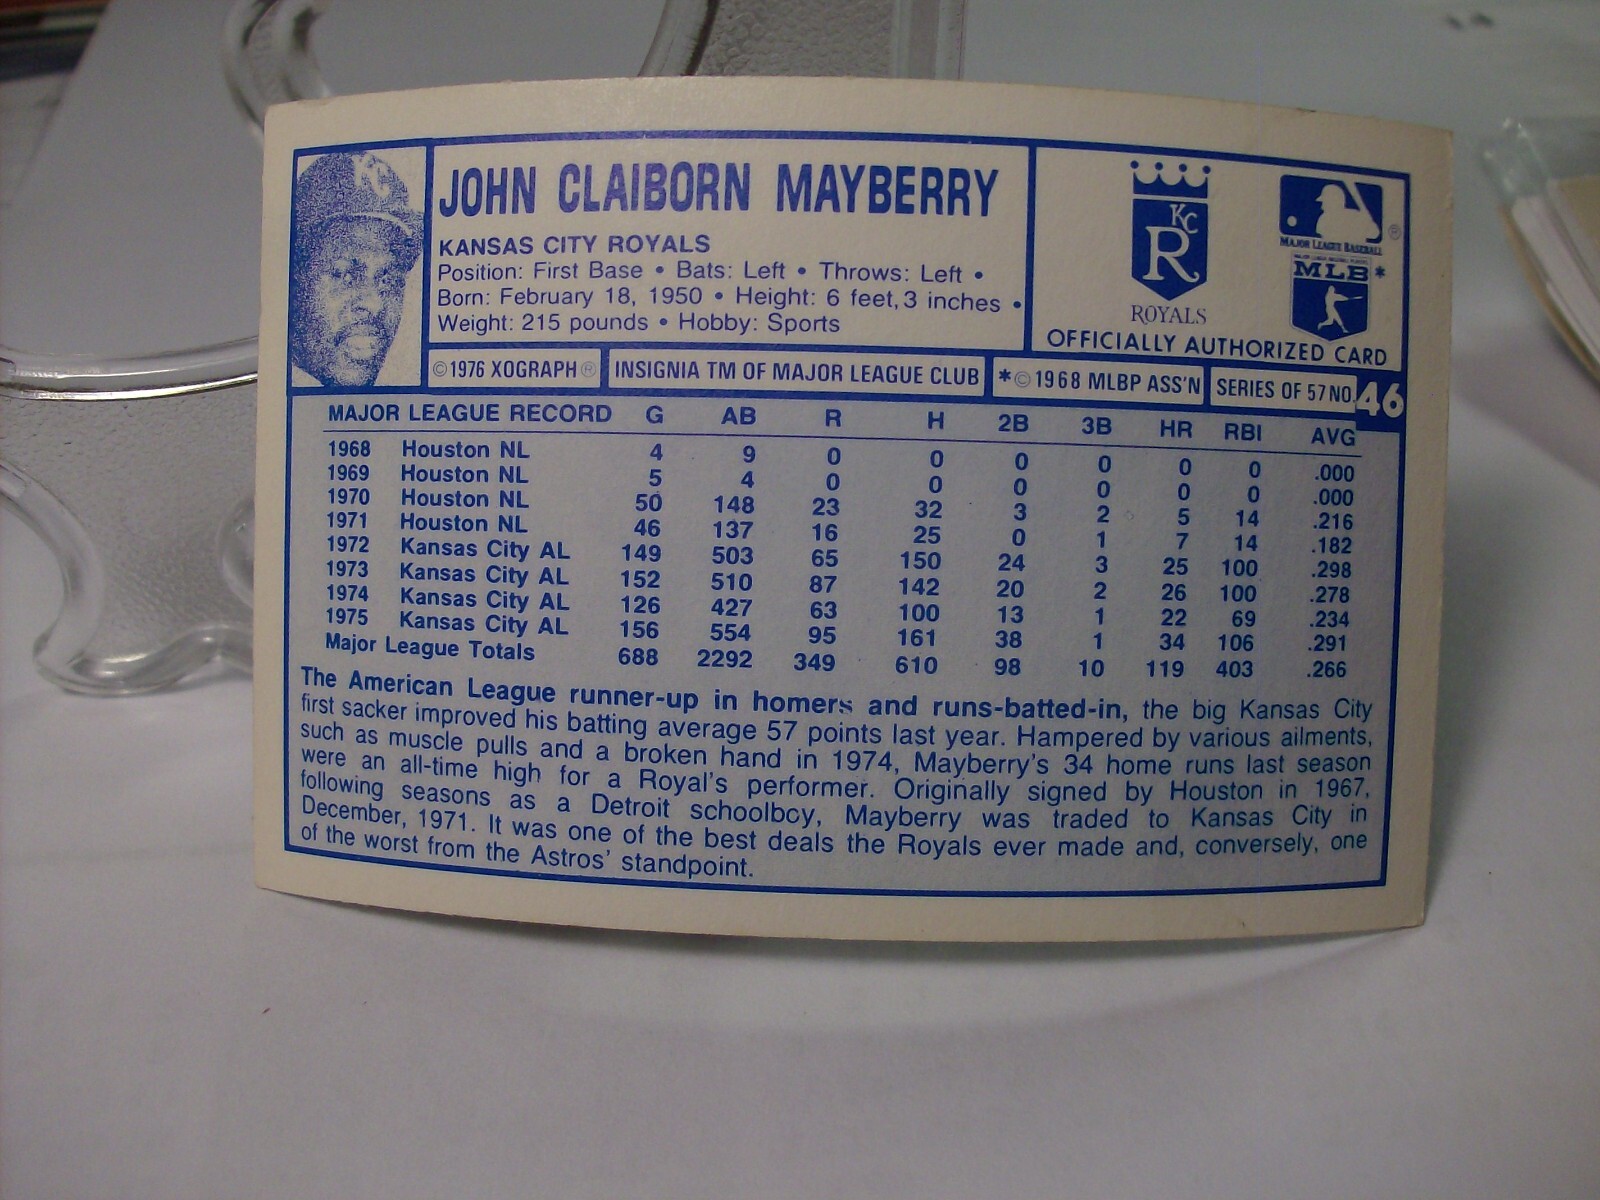 JOHN CLAIBORN MAYBERRY
KANSAS CITY ROYALS
Position: First Base • Bats: Left • Throws: Left •
Born: February 18, 1950 • Height: 6 feet, 3 inches •
Weight: 215 pounds • Hobby: Sports
KC
KC
R
ROYALS
MAJOR LEAGUE BASEBALL ®
MLB *
OFFICIALLY AUTHORIZED CARD
© 1976 XOGRAPH ® INSIGNIA TM OF MAJOR LEAGUE CLUB * © 1968 MLBP ASS'N SERIES OF 57 NO. 46
MAJOR LEAGUE RECORD G AB R H 2B 3B HR RBI AVG
1968 Houston NL 4 9 0 0 0 0 0 0 .000
1969 Houston NL 5 4 0 0 0 0 0 0 .000
1970 Houston NL 50 148 23 32 3 2 5 14 .216
1971 Houston NL 46 137 16 25 0 1 7 14 .182
1972 Kansas City AL 149 503 65 150 24 3 25 100 .298
1973 Kansas City AL 152 510 87 142 20 2 26 100 .278
1974 Kansas City AL 126 427 63 100 13 1 22 69 .234
1975 Kansas City AL 156 554 95 161 38 1 34 106 .291
Major League Totals 688 2292 349 610 98 10 119 403 .266
The American League runner-up in homers and runs-batted-in, the big Kansas City
first sacker improved his batting average 57 points last year. Hampered by various ailments,
such as muscle pulls and a broken hand in 1974, Mayberry's 34 home runs last season
were an all-time high for a Royal's performer. Originally signed by Houston in 1967,
following seasons as a Detroit schoolboy, Mayberry was traded to Kansas City in
December, 1971. It was one of the best deals the Royals ever made and, conversely, one
of the worst from the Astros' standpoint.